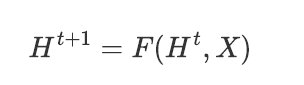 $H^{t+1} = F(H^t, X)$